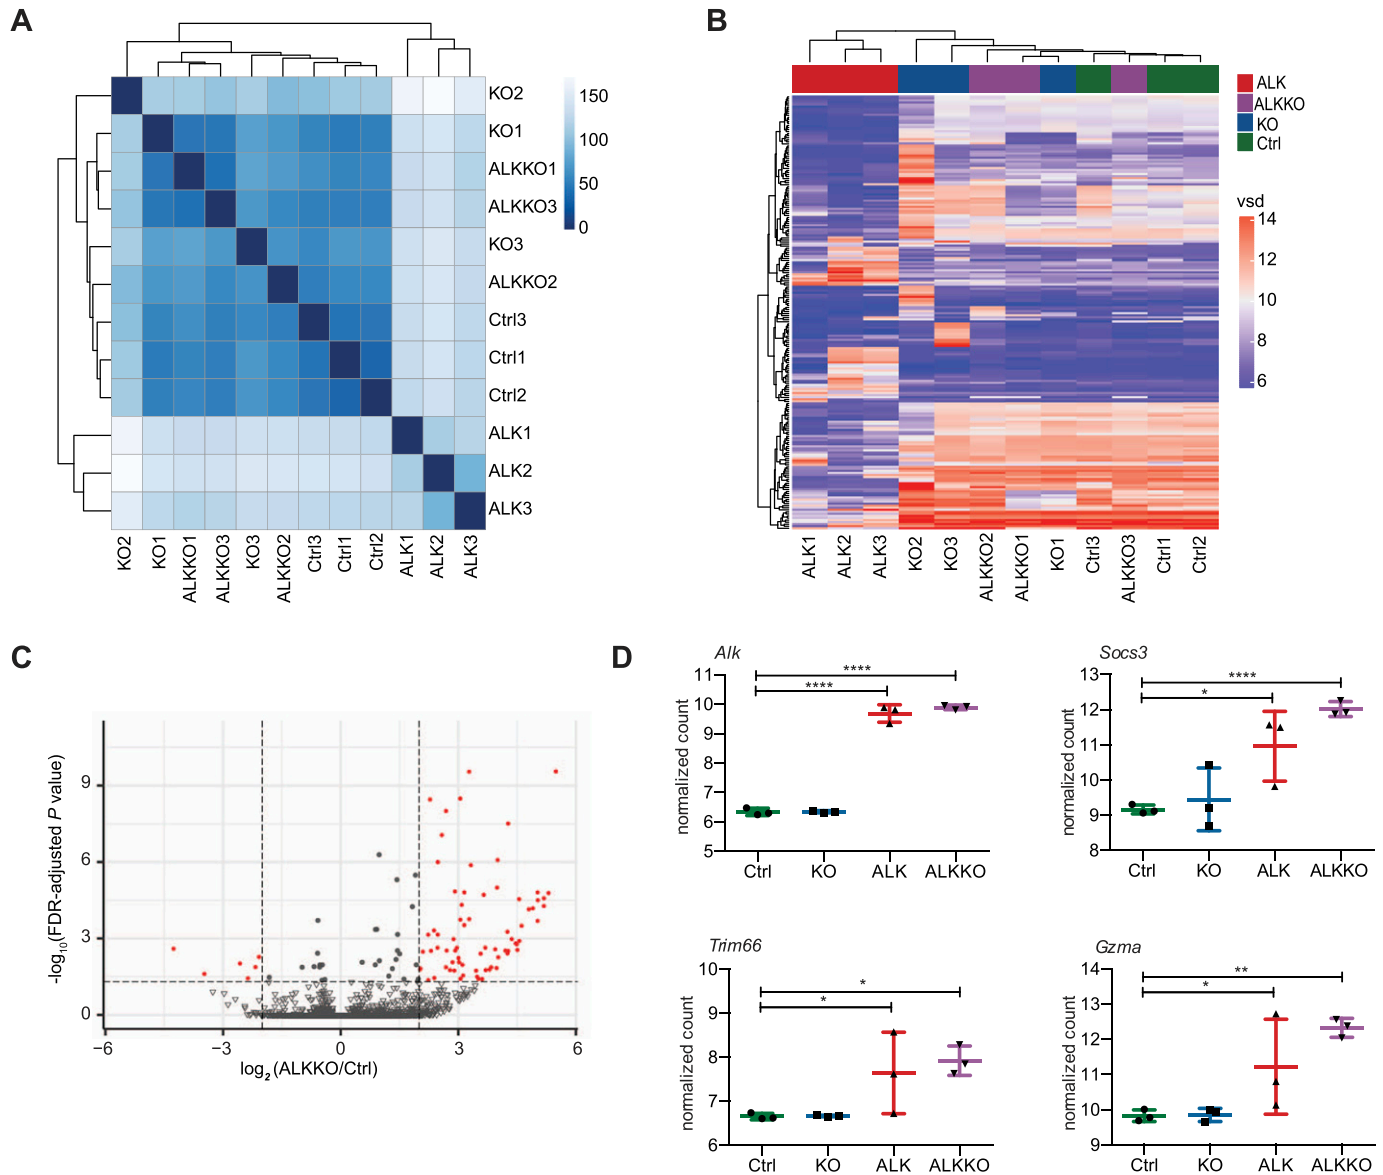 A
KO2
KO1
ALKKO1
ALKKO3
KO3
ALKKO2
Ctrl3
Ctrl1
Ctrl2
ALK1
ALK2
ALK3
150
100
50
0
KO2 KO1 ALKKO1 ALKKO3 KO3 ALKKO2 Ctrl3 Ctrl1 Ctrl2 ALK1 ALK2 ALK3
B
ALK
ALKKO
KO
Ctrl
vsd
14
12
10
8
6
ALK1 ALK2 ALK3 KO2 KO3 ALKKO2 ALKKO1 KO1 Ctrl3 ALKKO3 Ctrl1 Ctrl2
C
-log10(FDR-adjusted P value)
9
6
3
0
−6 −3 0 3 6
log2(ALKKO/Ctrl)
D
Alk
normalized count
11
10
9
8
7
6
5
****
****
Ctrl KO ALK ALKKO
Socs3
normalized count
13
12
11
10
9
8
****
*
Ctrl KO ALK ALKKO
Trim66
normalized count
10
9
8
7
6
*
*
Ctrl KO ALK ALKKO
Gzma
normalized count
14
13
12
11
10
9
**
*
Ctrl KO ALK ALKKO